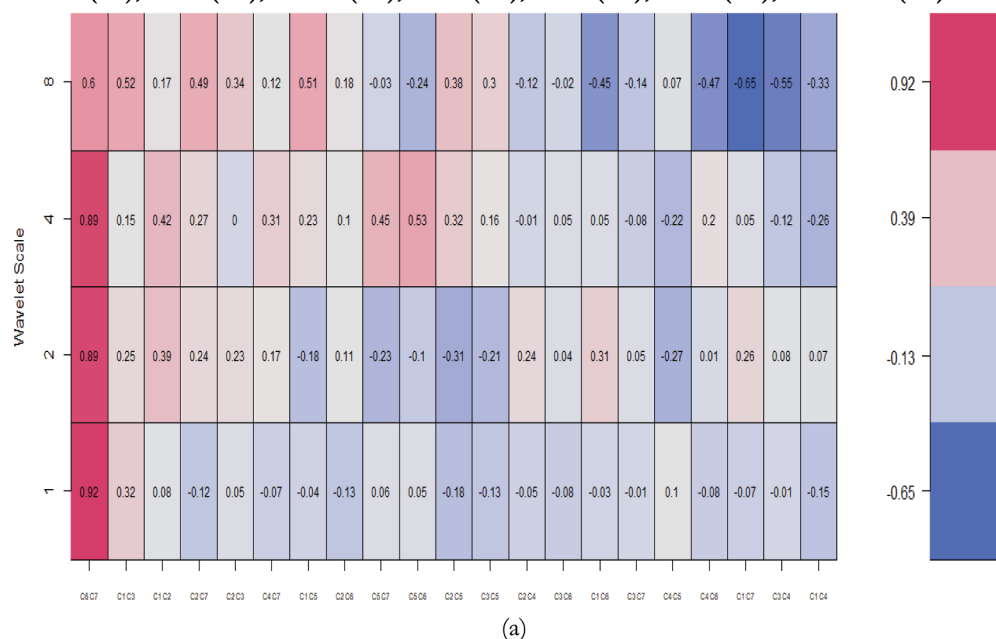 8 0.6 0.52 0.17 0.49 0.34 0.12 0.51 0.18 -0.03 -0.24 0.38 0.3 -0.12 -0.02 -0.45 -0.14 0.07 -0.47 -0.65 -0.55 -0.33 0.92
4 0.89 0.15 0.42 0.27 0 0.31 0.23 0.1 0.45 0.53 0.32 0.16 -0.01 0.05 0.05 -0.08 -0.22 0.2 0.05 -0.12 -0.26 0.39
Wavelet Scale
2 0.89 0.25 0.39 0.24 0.23 0.17 -0.18 0.11 -0.23 -0.1 -0.31 -0.21 0.24 0.04 0.31 0.05 -0.27 0.01 0.26 0.08 0.07 -0.13
1 0.92 0.32 0.08 -0.12 0.05 -0.07 -0.04 -0.13 0.06 0.05 -0.18 -0.13 -0.05 -0.08 -0.03 -0.01 0.1 -0.08 -0.07 -0.01 -0.15 -0.65
C6C7 C1C3 C1C2 C2C7 C2C3 C4C7 C1C5 C2C6 C5C7 C5C6 C2C5 C3C5 C2C4 C3C6 C1C6 C3C7 C4C5 C4C6 C1C7 C3C4 C1C4
(a)